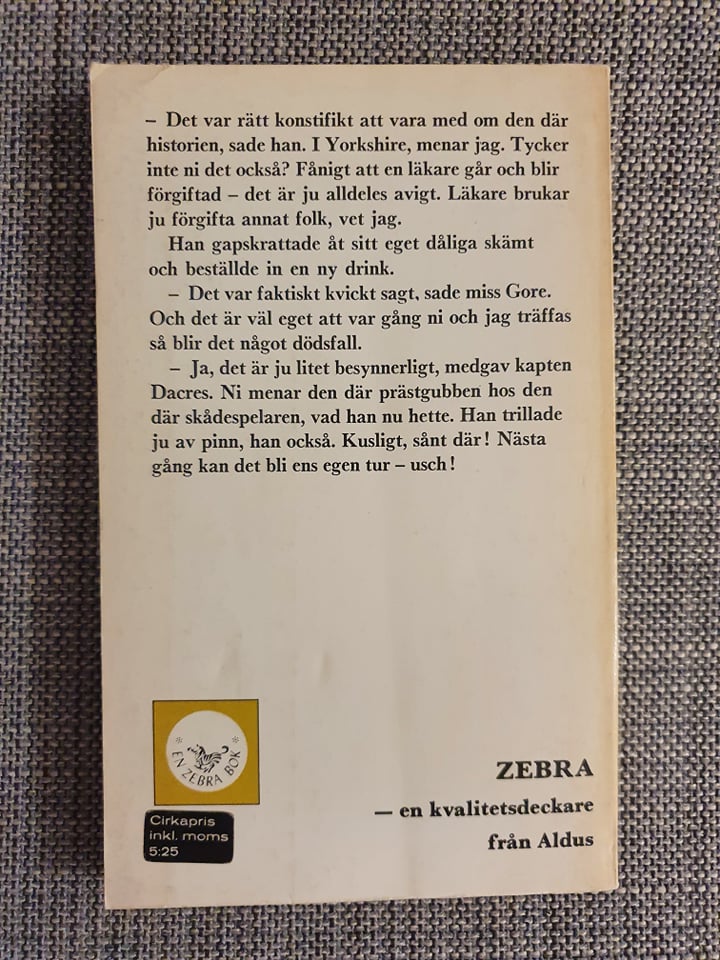 – Det var rätt konstifikt att vara med om den där
historien, sade han. I Yorkshire, menar jag. Tycker
inte ni det också? Fånigt att en läkare går och blir
förgiftad – det är ju alldeles avigt. Läkare brukar
ju förgifta annat folk, vet jag.
Han gapskrattade åt sitt eget dåliga skämt
och beställde in en ny drink.
– Det var faktiskt kvickt sagt, sade miss Gore.
Och det är väl eget att var gång ni och jag träffas
så blir det något dödsfall.
– Ja, det är ju litet besynnerligt, medgav kapten
Dacres. Ni menar den där prästgubben hos den
där skådespelaren, vad han nu hette. Han trillade
ju av pinn, han också. Kusligt, sånt där! Nästa
gång kan det bli ens egen tur – usch!
* EN ZEBRA BOK *
Cirkapris
inkl. moms
5:25
ZEBRA
– en kvalitetsdeckare
från Aldus